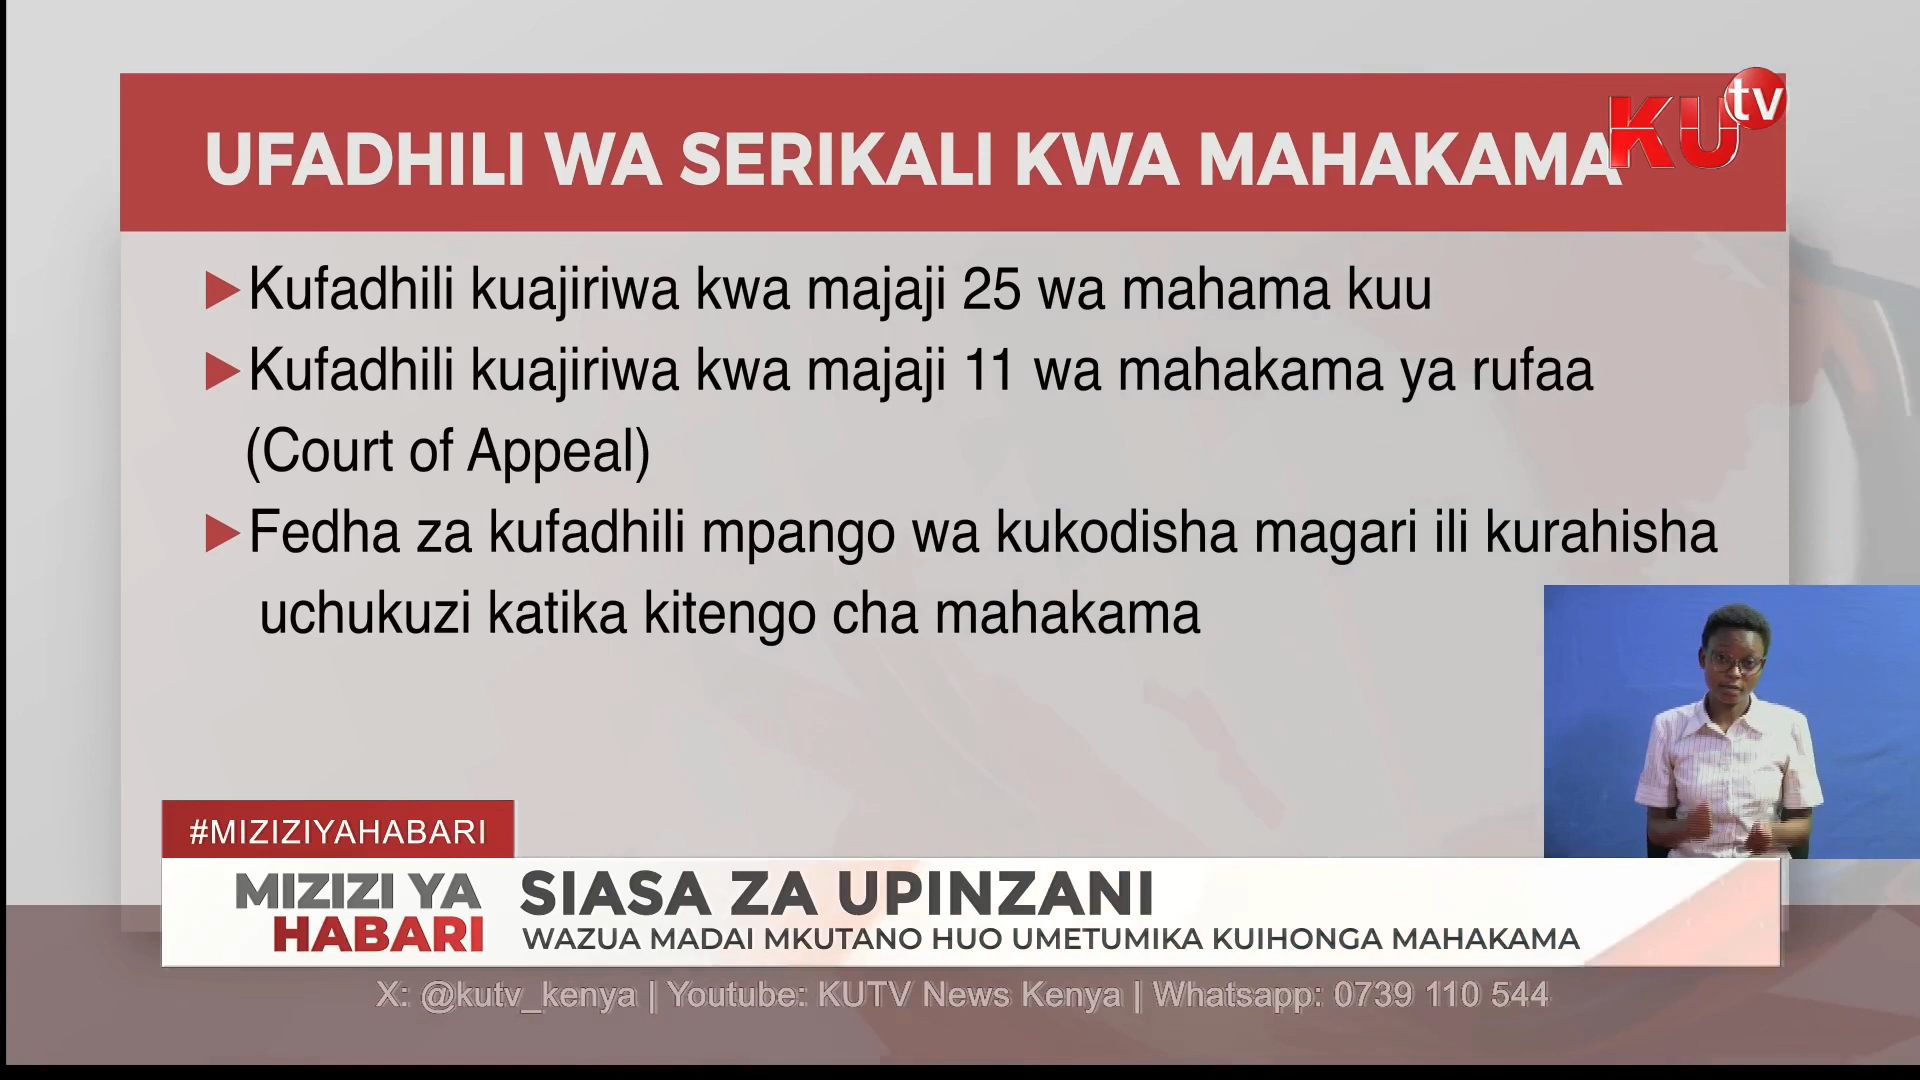 UFADHILI WA SERIKALI KWA MAHAKAMA
KU tv
Kufadhili kuajiriwa kwa majaji 25 wa mahama kuu
Kufadhili kuajiriwa kwa majaji 11 wa mahakama ya rufaa
(Court of Appeal)
Fedha za kufadhili mpango wa kukodisha magari ili kurahisha
uchukuzi katika kitengo cha mahakama
#MIZIZIYAHABARI
MIZIZI YA
HABARI
SIASA ZA UPINZANI
WAZUA MADAI MKUTANO HUO UMETUMIKA KUIHONGA MAHAKAMA
X: @kutv_kenya | Youtube: KUTV News Kenya | Whatsapp: 0739 110 544